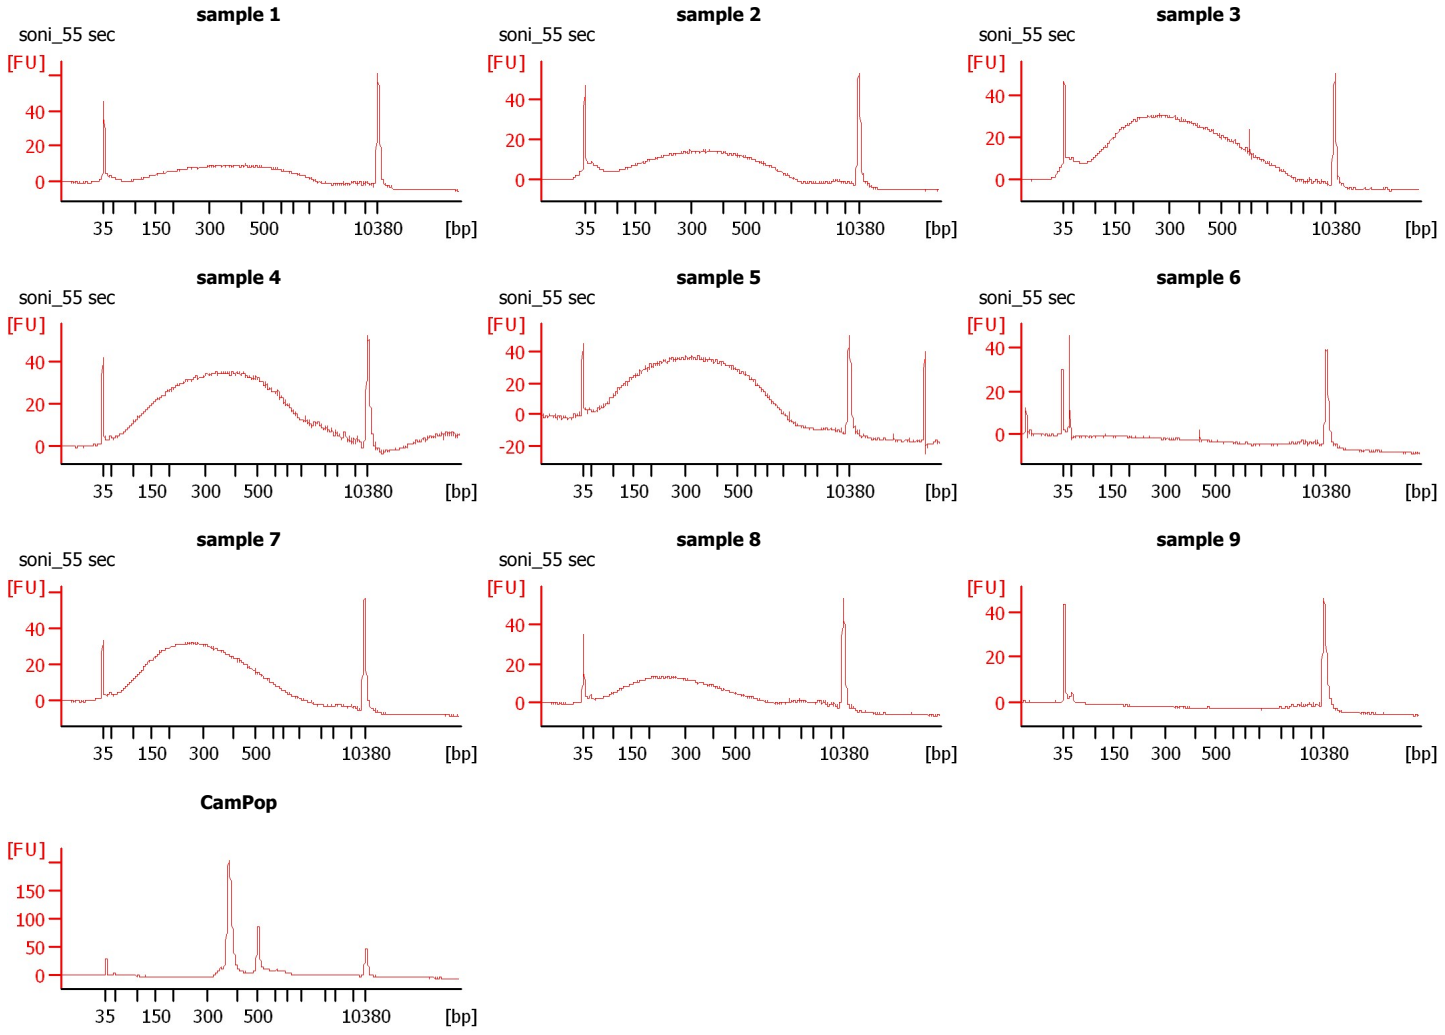 sample 1
soni_55 sec
[FU]
40
20
0
35 150 300 500 10380 [bp]
sample 2
soni_55 sec
[FU]
40
20
0
35 150 300 500 10380 [bp]
sample 3
soni_55 sec
[FU]
40
20
0
35 150 300 500 10380 [bp]
sample 4
soni_55 sec
[FU]
40
20
0
35 150 300 500 10380 [bp]
sample 5
soni_55 sec
[FU]
40
20
0
-20
35 150 300 500 10380 [bp]
sample 6
soni_55 sec
[FU]
40
20
0
35 150 300 500 10380 [bp]
sample 7
soni_55 sec
[FU]
40
20
0
35 150 300 500 10380 [bp]
sample 8
soni_55 sec
[FU]
40
20
0
35 150 300 500 10380 [bp]
sample 9
[FU]
40
20
0
35 150 300 500 10380 [bp]
CamPop
[FU]
150
100
50
0
35 150 300 500 10380 [bp]